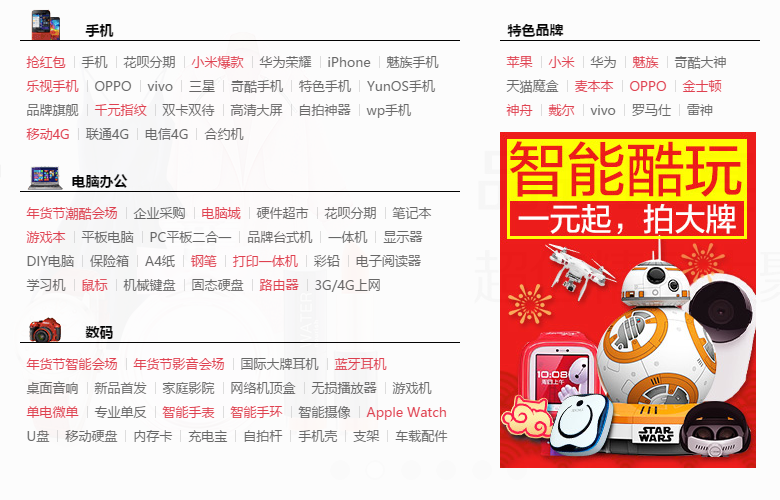 手机
抢红包 手机 花呗分期 小米爆款 华为荣耀 iPhone 魅族手机
乐视手机 OPPO vivo 三星 奇酷手机 特色手机 YunOS手机
品牌旗舰 千元指纹 双卡双待 高清大屏 自拍神器 wp手机
移动4G 联通4G 电信4G 合约机
电脑办公
年货节潮酷会场 企业采购 电脑城 硬件超市 花呗分期 笔记本
游戏本 平板电脑 PC平板二合一 品牌台式机 一体机 显示器
DIY电脑 保险箱 A4纸 钢笔 打印一体机 彩铅 电子阅读器
学习机 鼠标 机械键盘 固态硬盘 路由器 3G/4G上网
数码
年货节智能会场 年货节影音会场 国际大牌耳机 蓝牙耳机
桌面音响 新品首发 家庭影院 网络机顶盒 无损播放器 游戏机
单电微单 专业单反 智能手表 智能手环 智能摄像 Apple Watch
U盘 移动硬盘 内存卡 充电宝 自拍杆 手机壳 支架 车载配件
特色品牌
苹果 小米 华为 魅族 奇酷大神
天猫魔盒 麦本本 OPPO 金士顿
神舟 戴尔 vivo 罗马仕 雷神
智能酷玩
一元起，拍大牌
10:08
周四上午
STAR
WARS